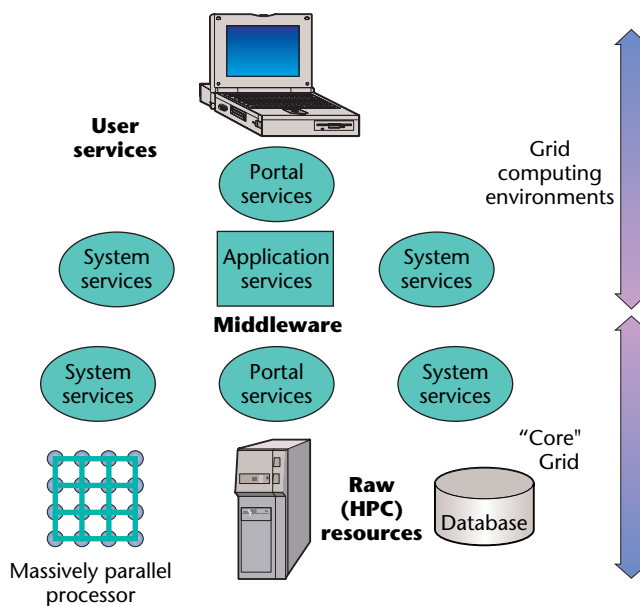 User
services
Portal
services
Grid
computing
environments
System
services
Application
services
System
services
Middleware
System
services
Portal
services
System
services
“Core"
Grid
Raw
(HPC)
resources
Database
Massively parallel
processor